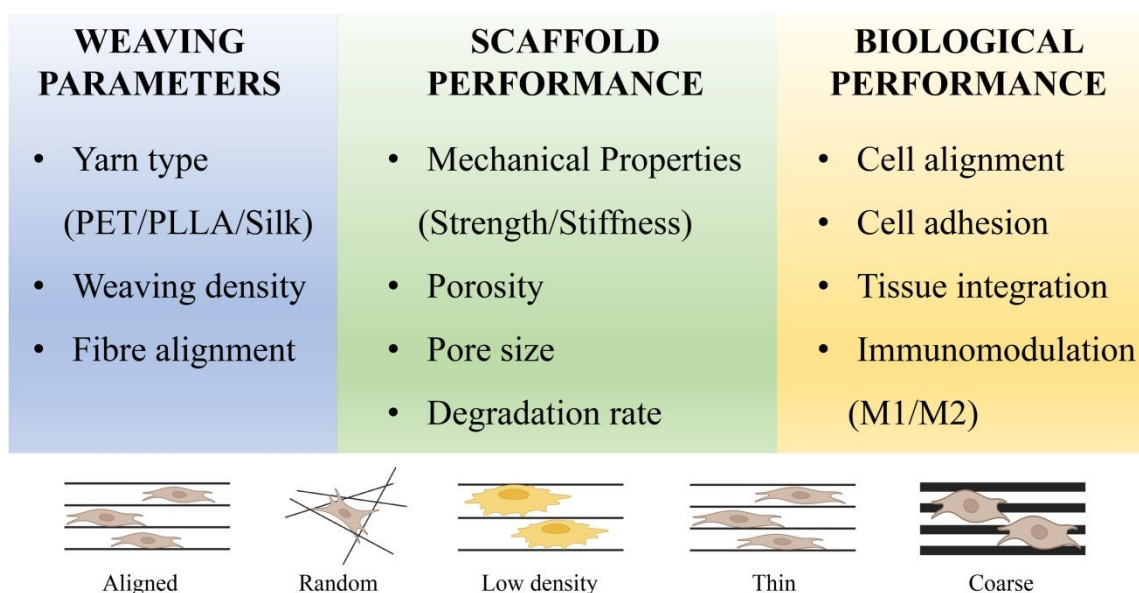 WEAVING
PARAMETERS
• Yarn type
(PET/PLLA/Silk)
• Weaving density
• Fibre alignment
SCAFFOLD
PERFORMANCE
• Mechanical Properties
(Strength/Stiffness)
• Porosity
• Pore size
• Degradation rate
BIOLOGICAL
PERFORMANCE
• Cell alignment
• Cell adhesion
• Tissue integration
• Immunomodulation
(M1/M2)
Aligned
Random
Low density
Thin
Coarse